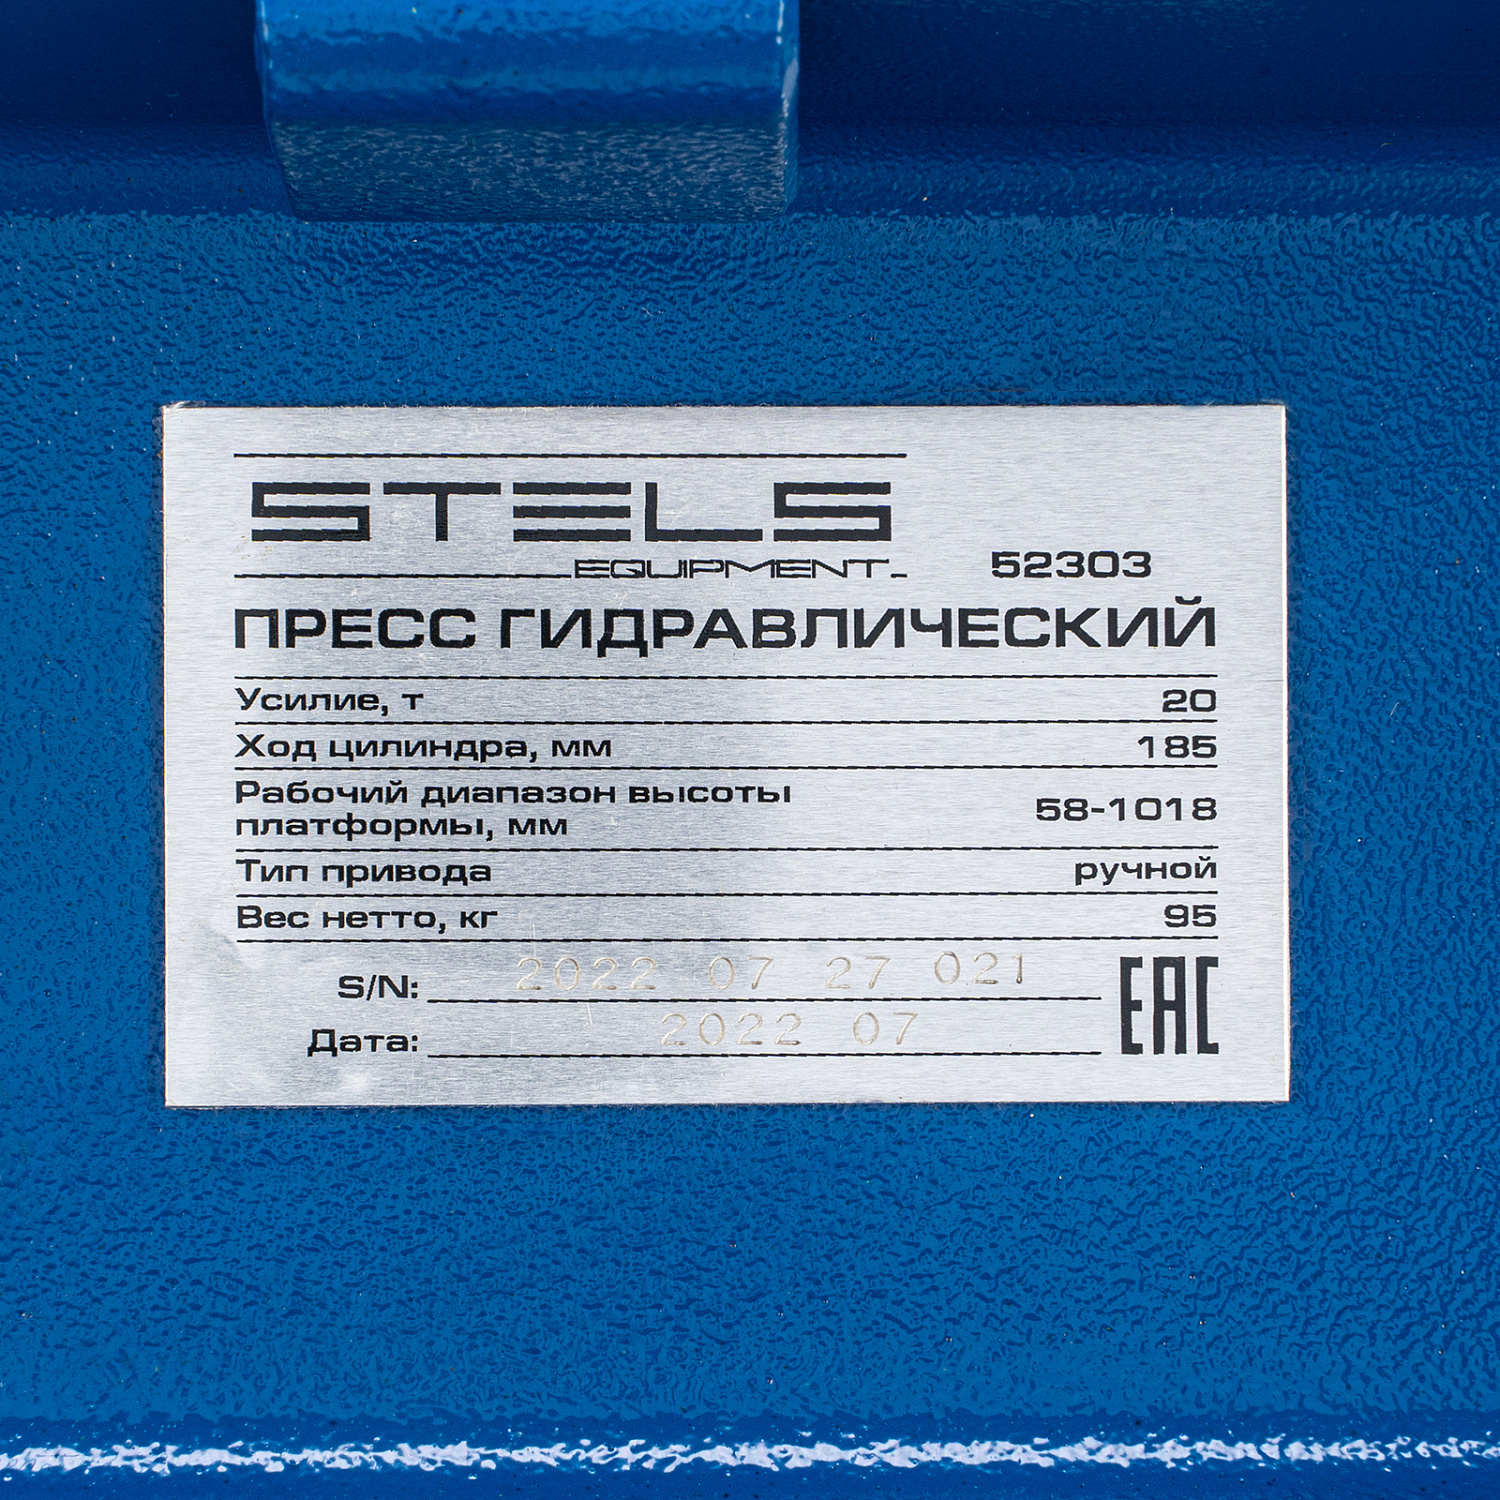 STELS
EQUIPMENT 52303
ПРЕСС ГИДРАВЛИЧЕСКИЙ
Усилие, т 20
Ход цилиндра, мм 185
Рабочий диапазон высоты
платформы, мм 58-1018
Тип привода ручной
Вес нетто, кг 95
S/N: 2022 07 27 021
Дата: 2022 07
EAC